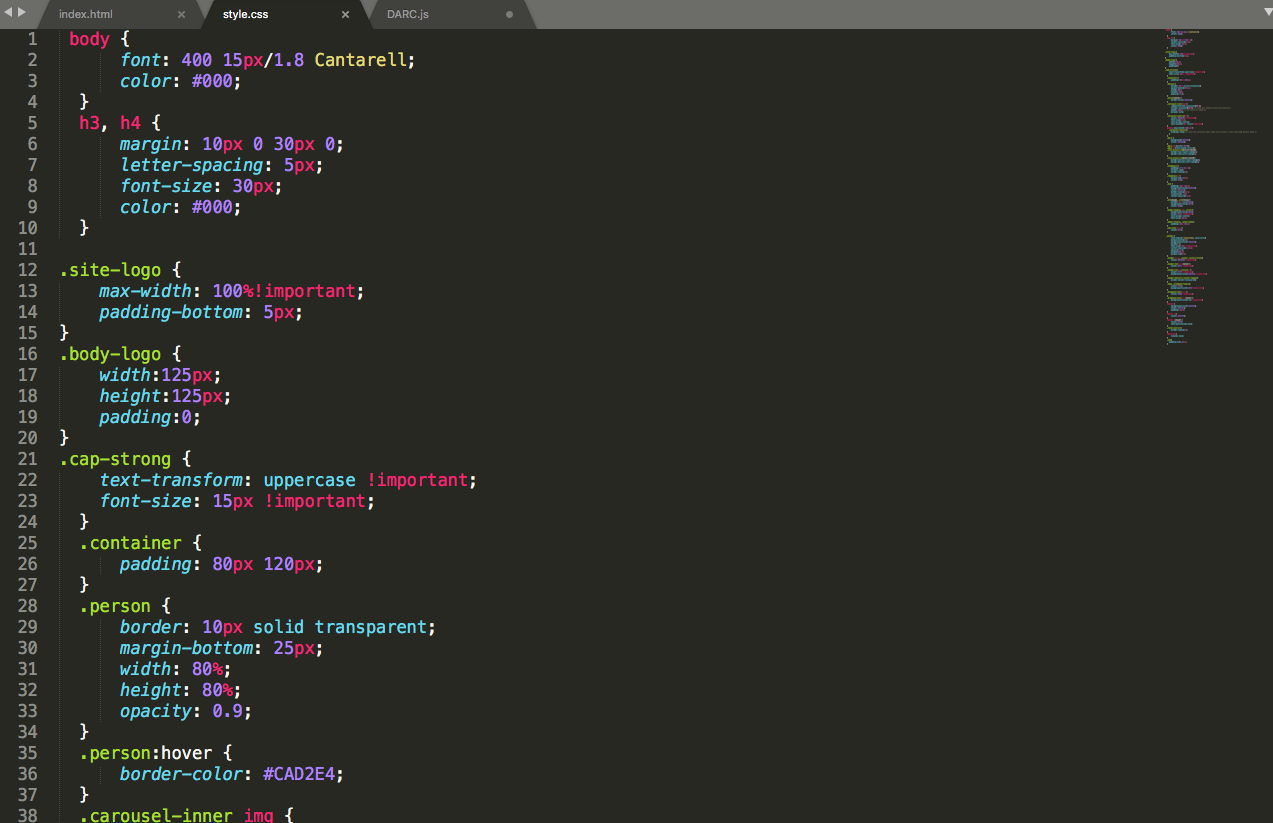 index.html × style.css × DARC.js
1 body {
2 font: 400 15px/1.8 Cantarell;
3 color: #000;
4 }
5 h3, h4 {
6 margin: 10px 0 30px 0;
7 letter-spacing: 5px;
8 font-size: 30px;
9 color: #000;
10 }
11
12 .site-logo {
13 max-width: 100%!important;
14 padding-bottom: 5px;
15 }
16 .body-logo {
17 width:125px;
18 height:125px;
19 padding:0;
20 }
21 .cap-strong {
22 text-transform: uppercase !important;
23 font-size: 15px !important;
24 }
25 .container {
26 padding: 80px 120px;
27 }
28 .person {
29 border: 10px solid transparent;
30 margin-bottom: 25px;
31 width: 80%;
32 height: 80%;
33 opacity: 0.9;
34 }
35 .person:hover {
36 border-color: #CAD2E4;
37 }
38 .carousel-inner img {